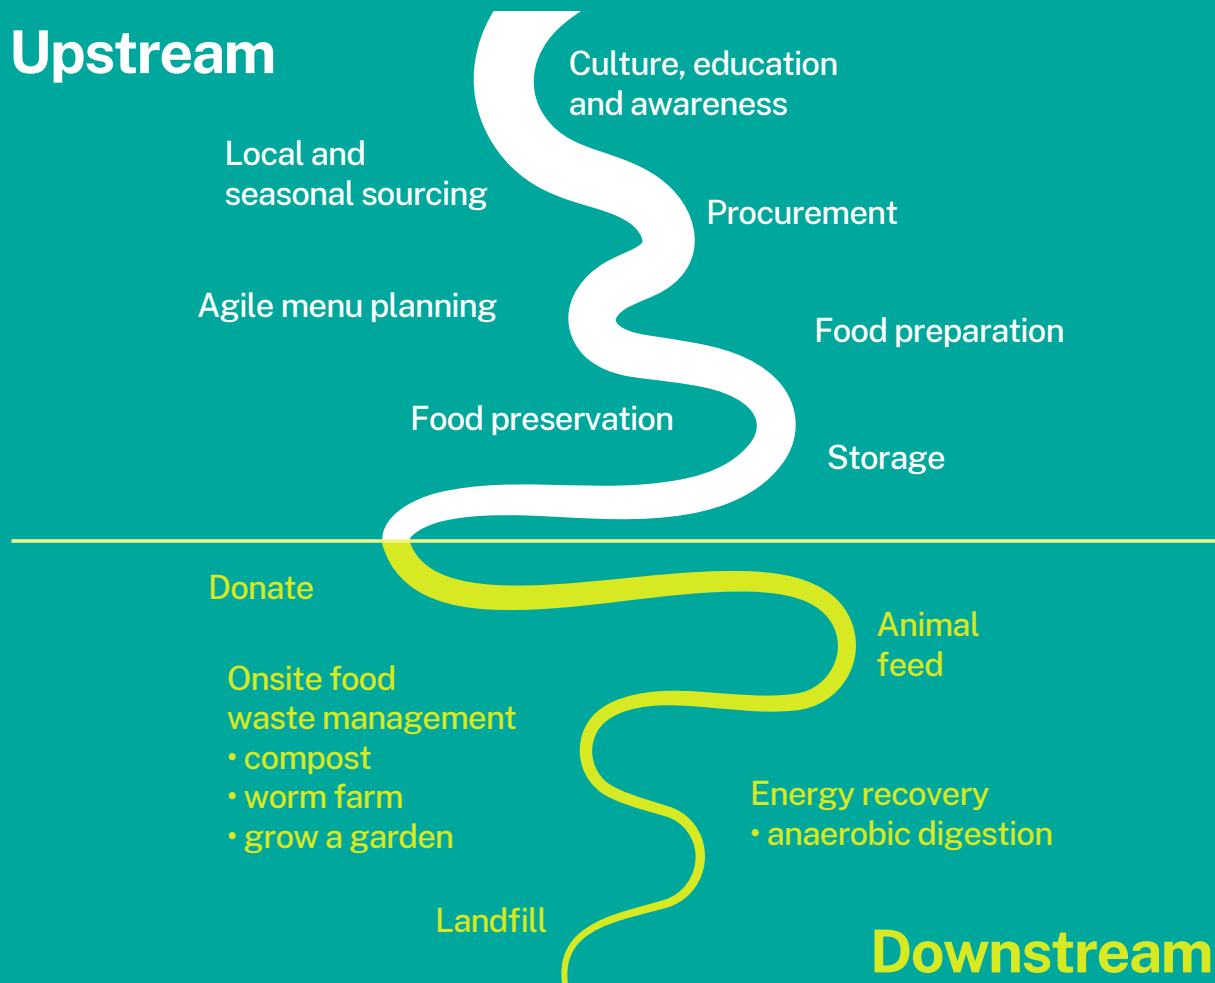 Upstream
Culture, education
and awareness
Local and
seasonal sourcing
Procurement
Agile menu planning
Food preparation
Food preservation
Storage
Donate
Animal
feed
Onsite food
waste management
• compost
• worm farm
• grow a garden
Energy recovery
• anaerobic digestion
Landfill
Downstream